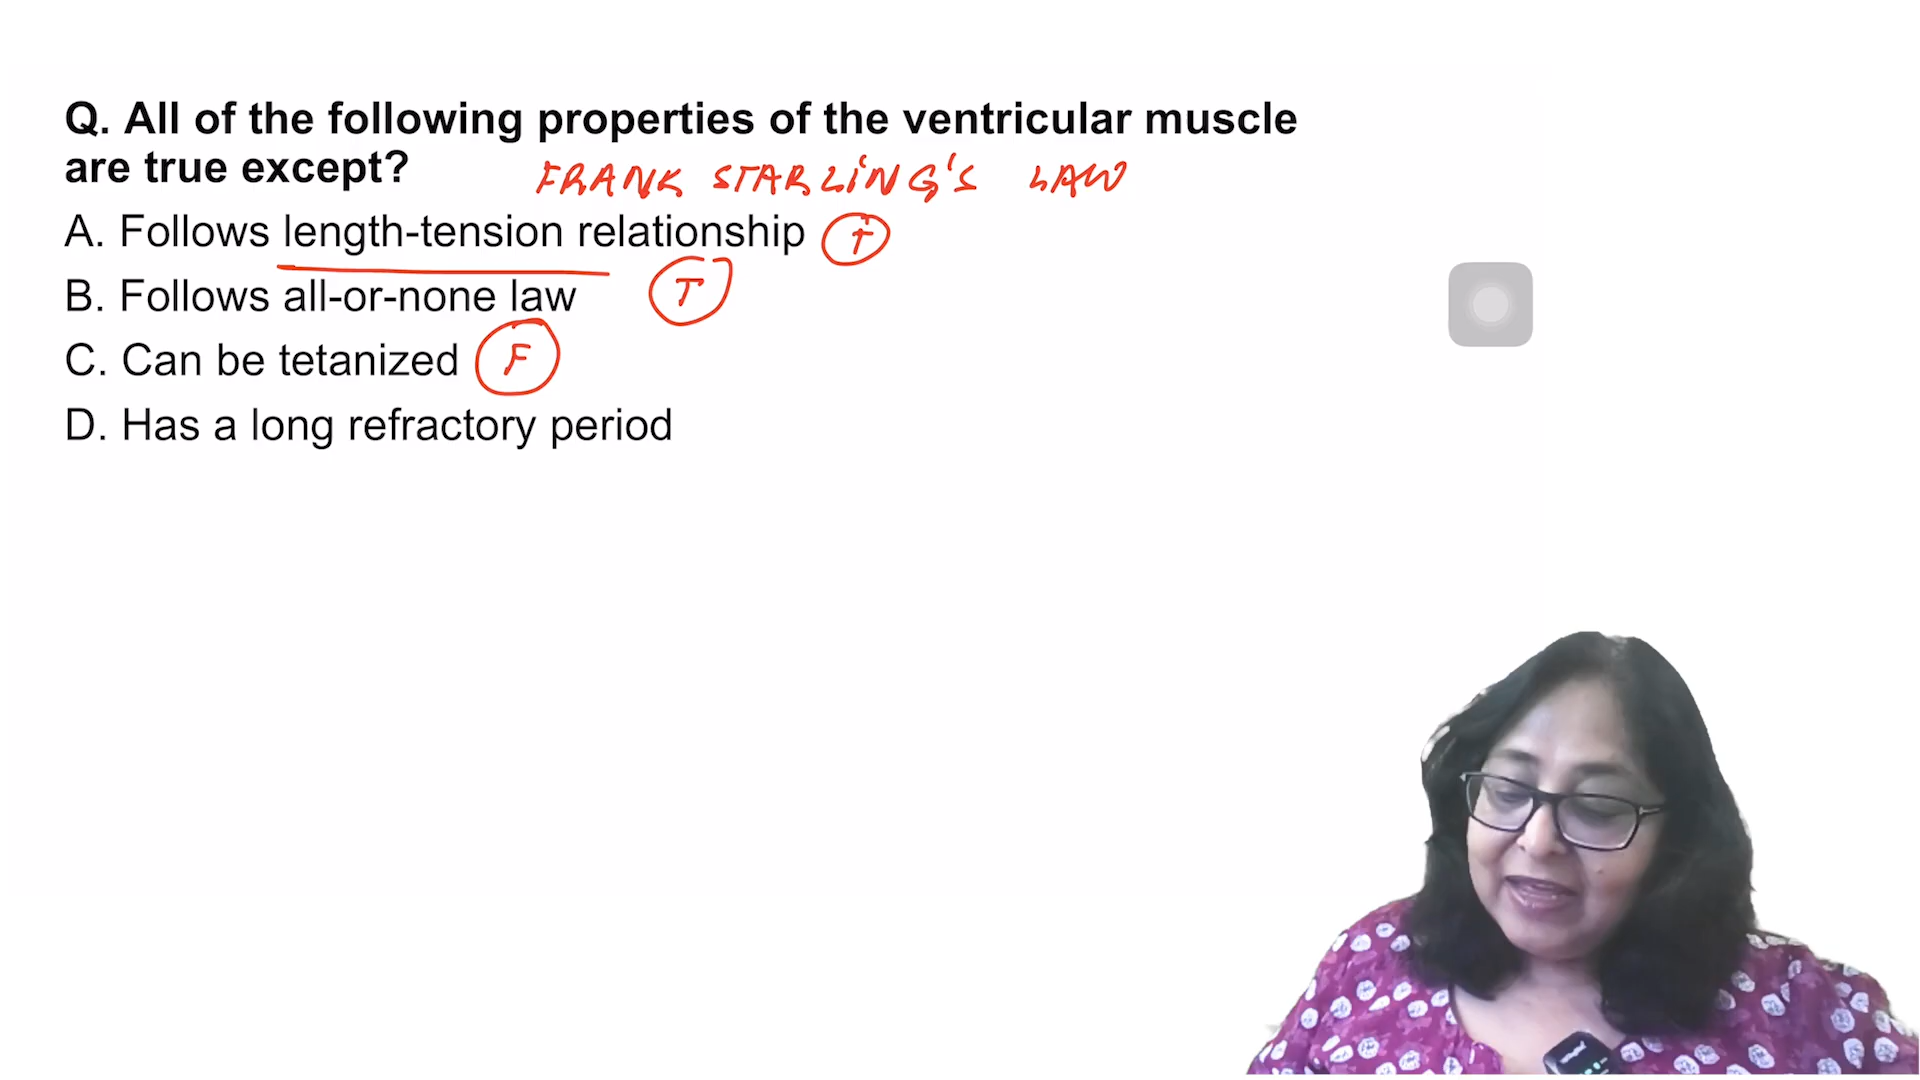 Q. All of the following properties of the ventricular muscle
are true except?
FRANK STARLING'S LAW
A. Follows length-tension relationship T
B. Follows all-or-none law T
C. Can be tetanized F
D. Has a long refractory period